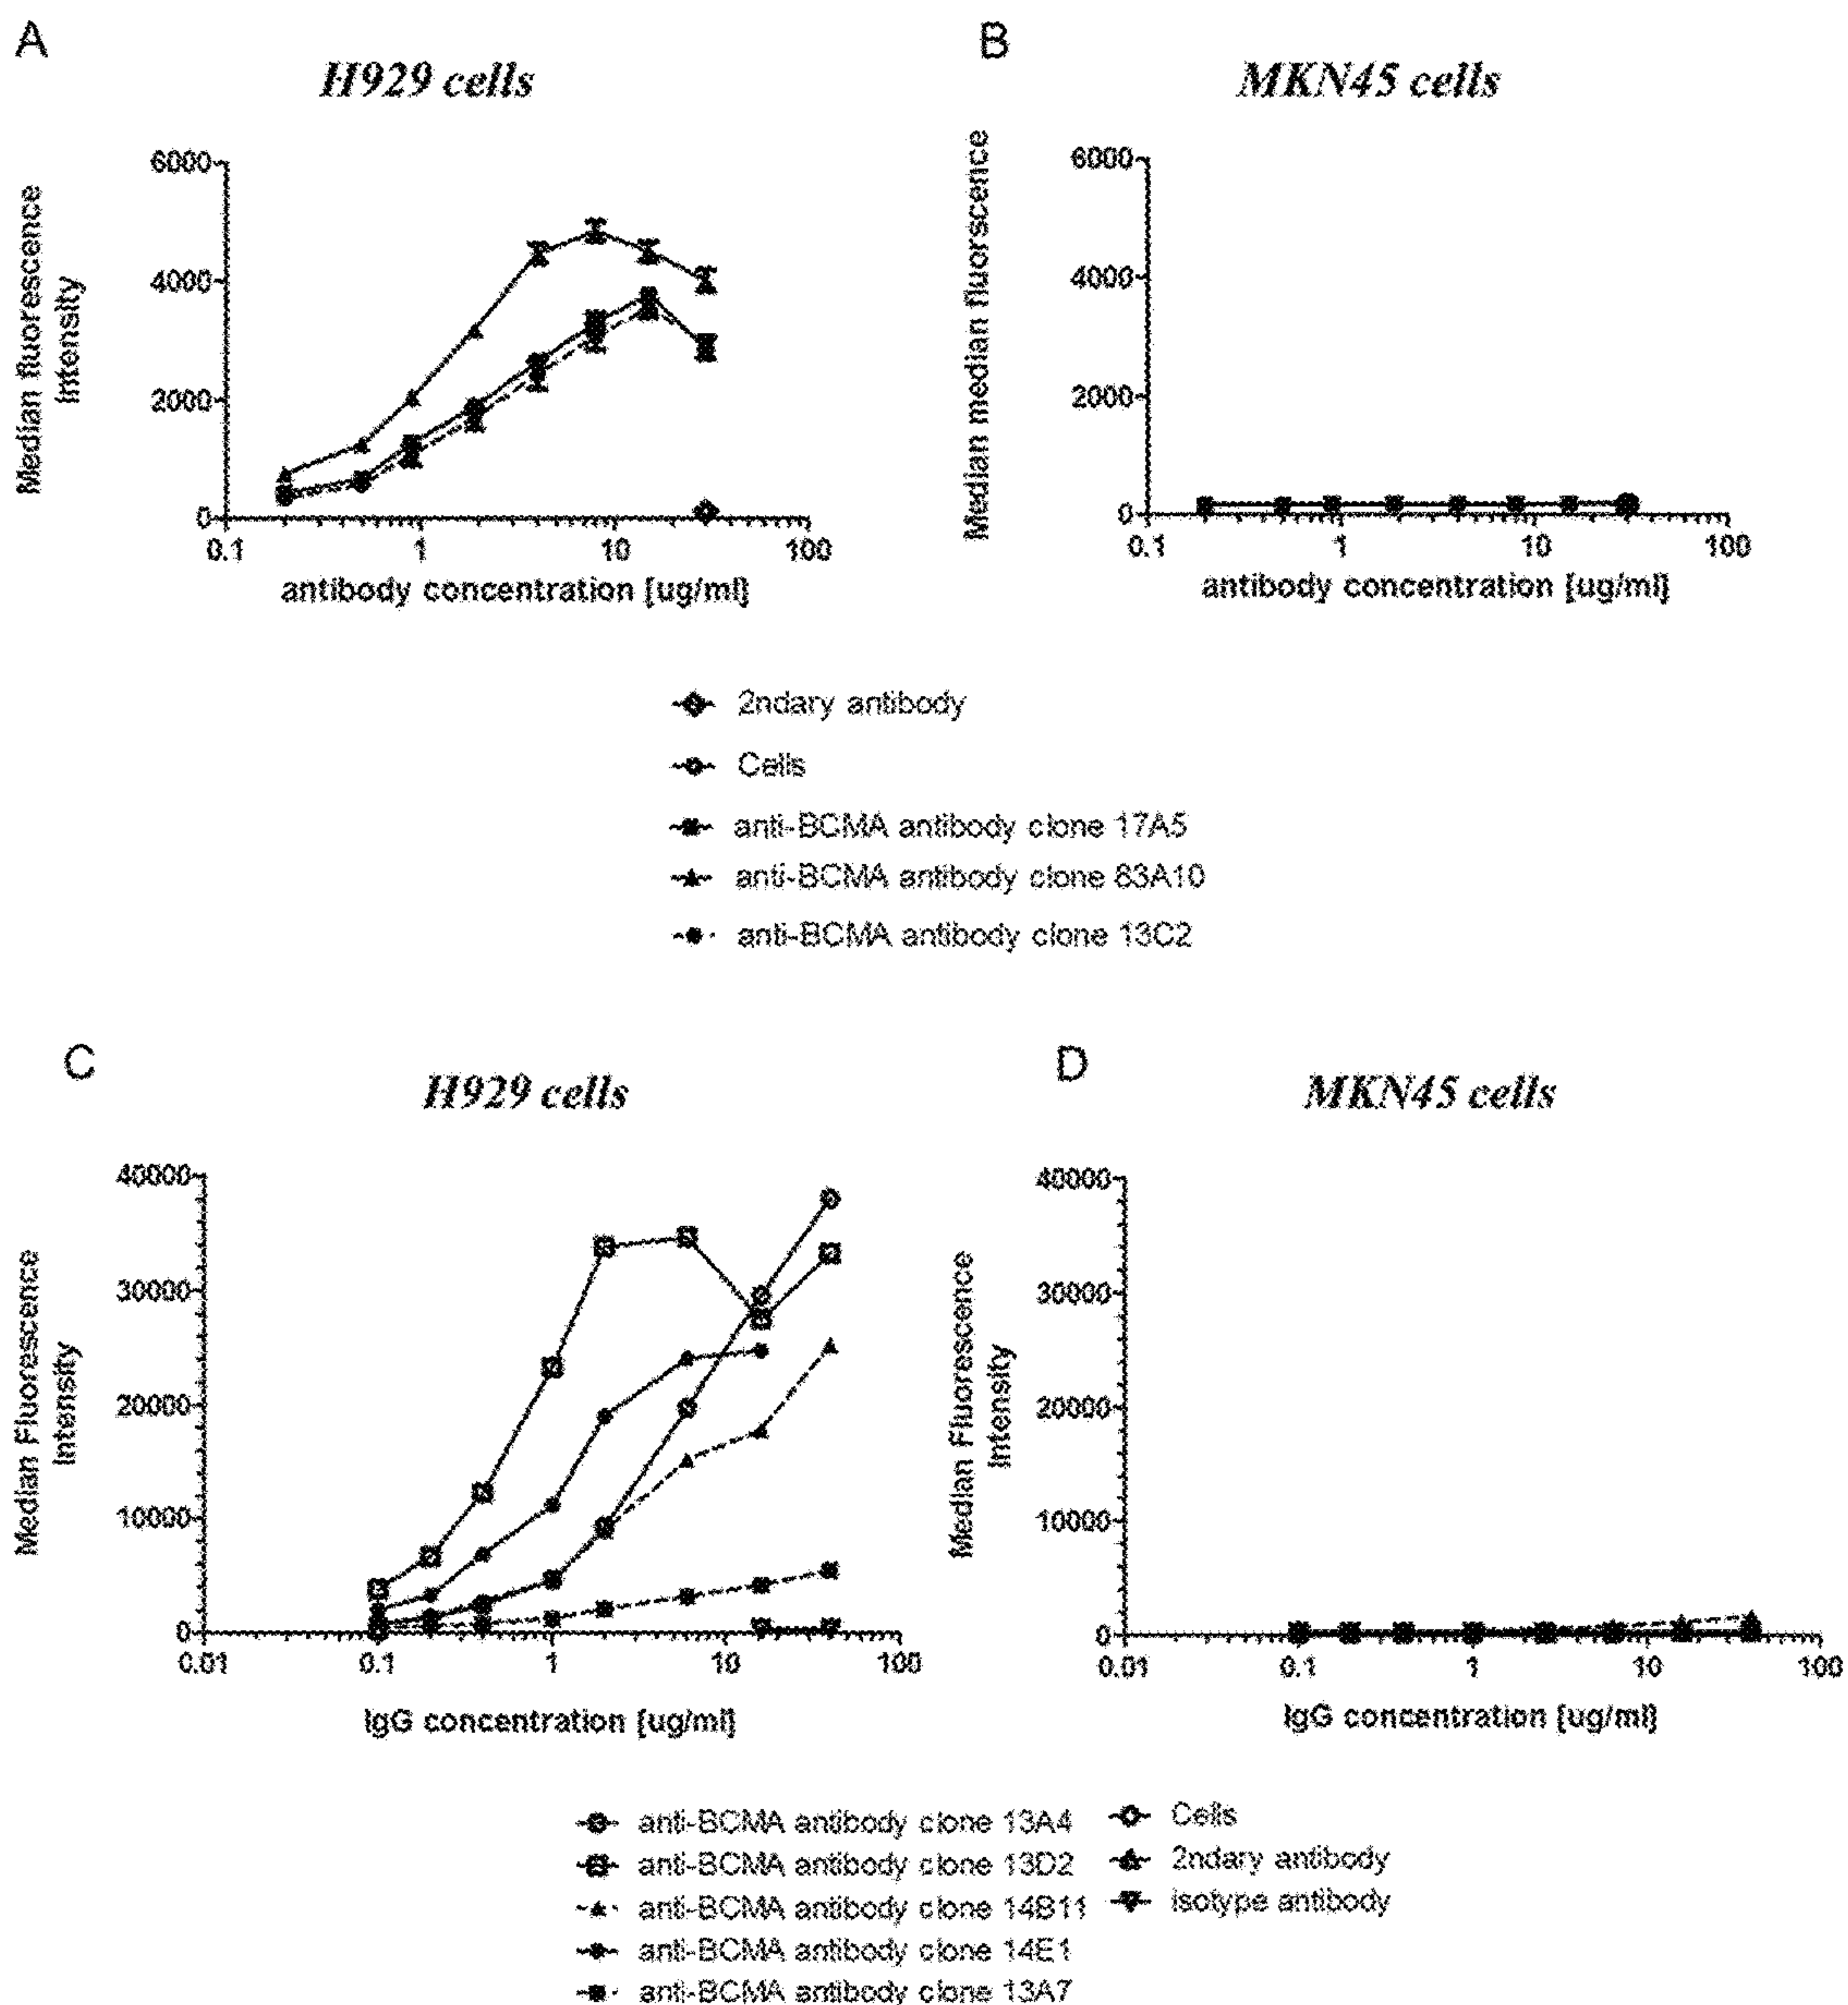 A
H929 cells
Median fluorescence
Intensity
6000
4000
2000
0
0.1
1
10
100
antibody concentration [ug/ml]
B
MKN45 cells
Median median fluorscence
6000
4000
2000
0
0.1
1
10
100
antibody concentration [ug/ml]
2ndary antibody
Cells
anti-BCMA antibody clone 17A5
anti-BCMA antibody clone 83A10
anti-BCMA antibody clone 13C2
C
H929 cells
Median Fluorescence
Intensity
40000
30000
20000
10000
0
0.01
0.1
1
10
100
IgG concentration [ug/ml]
D
MKN45 cells
Median Fluorescence
Intensity
40000
30000
20000
10000
0
0.01
0.1
1
10
100
IgG concentration [ug/ml]
anti-BCMA antibody clone 13A4
anti-BCMA antibody clone 13D2
anti-BCMA antibody clone 14B11
anti-BCMA antibody clone 14E1
anti-BCMA antibody clone 13A7
Cells
2ndary antibody
isotype antibody